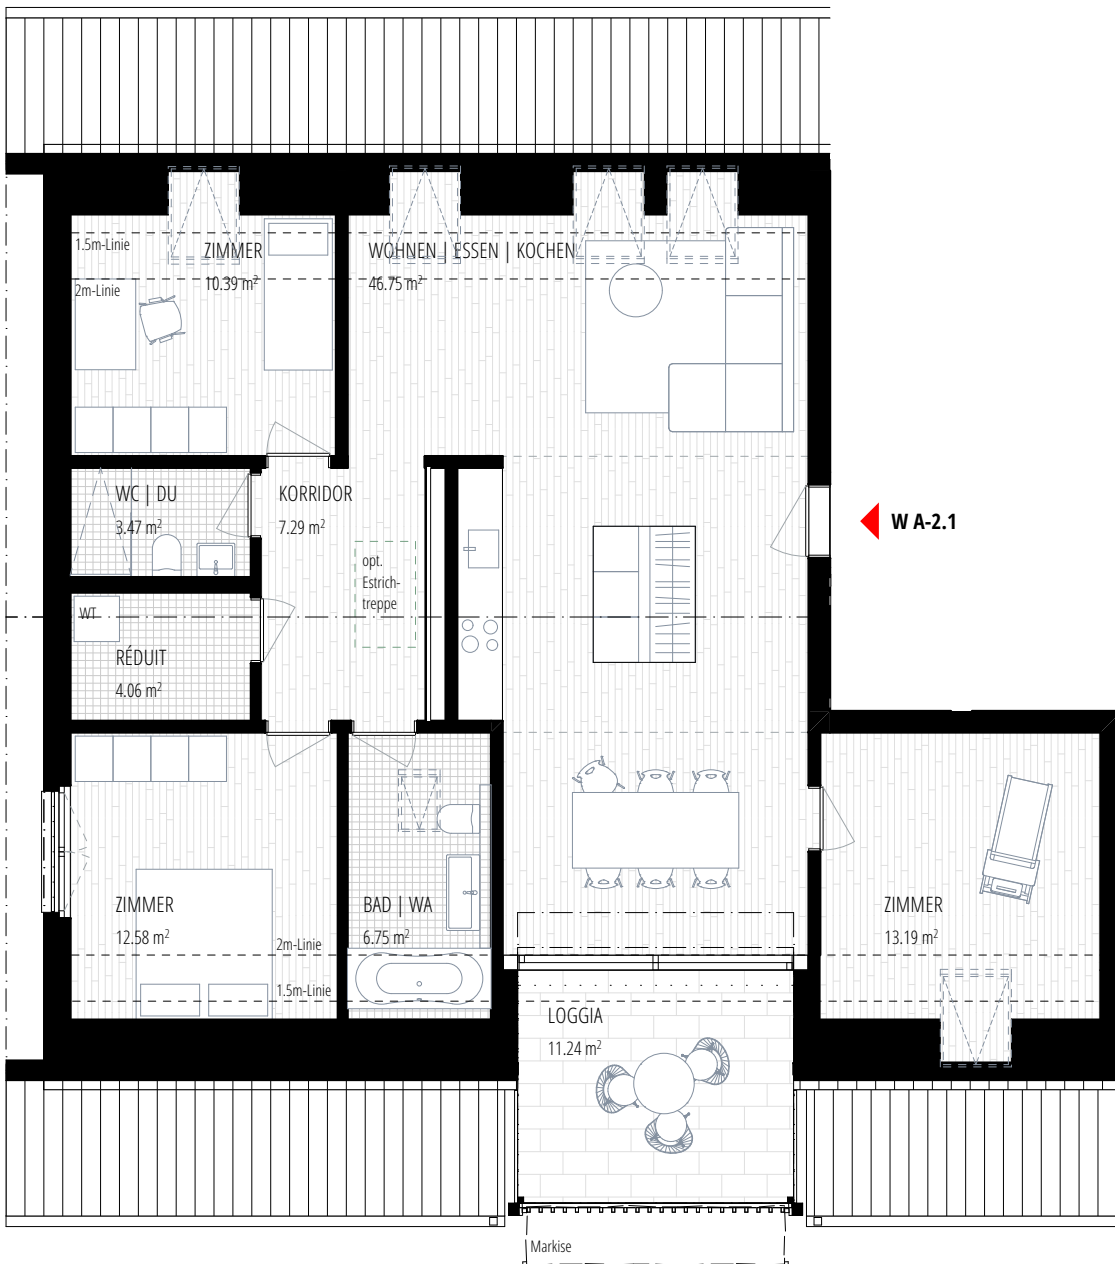 1.5m-Linie
ZIMMER
10.39 m²
2m-Linie
WOHNEN | ESSEN | KOCHEN
46.75 m²
WC | DU
3.47 m²
KORRIDOR
7.29 m²
opt.
Estrich-
treppe
W A-2.1
WT
RÉDUIT
4.06 m²
ZIMMER
12.58 m²
2m-Linie
1.5m-Linie
BAD | WA
6.75 m²
ZIMMER
13.19 m²
LOGGIA
11.24 m²
Markise